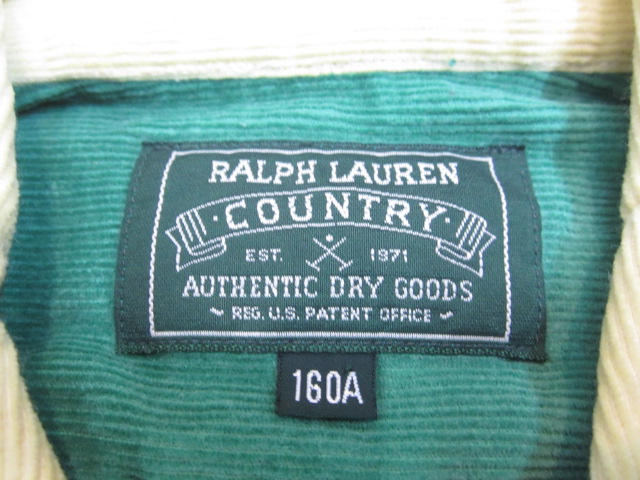 RALPH LAUREN
COUNTRY
EST. 1971
AUTHENTIC DRY GOODS
REG. U.S. PATENT OFFICE
160A